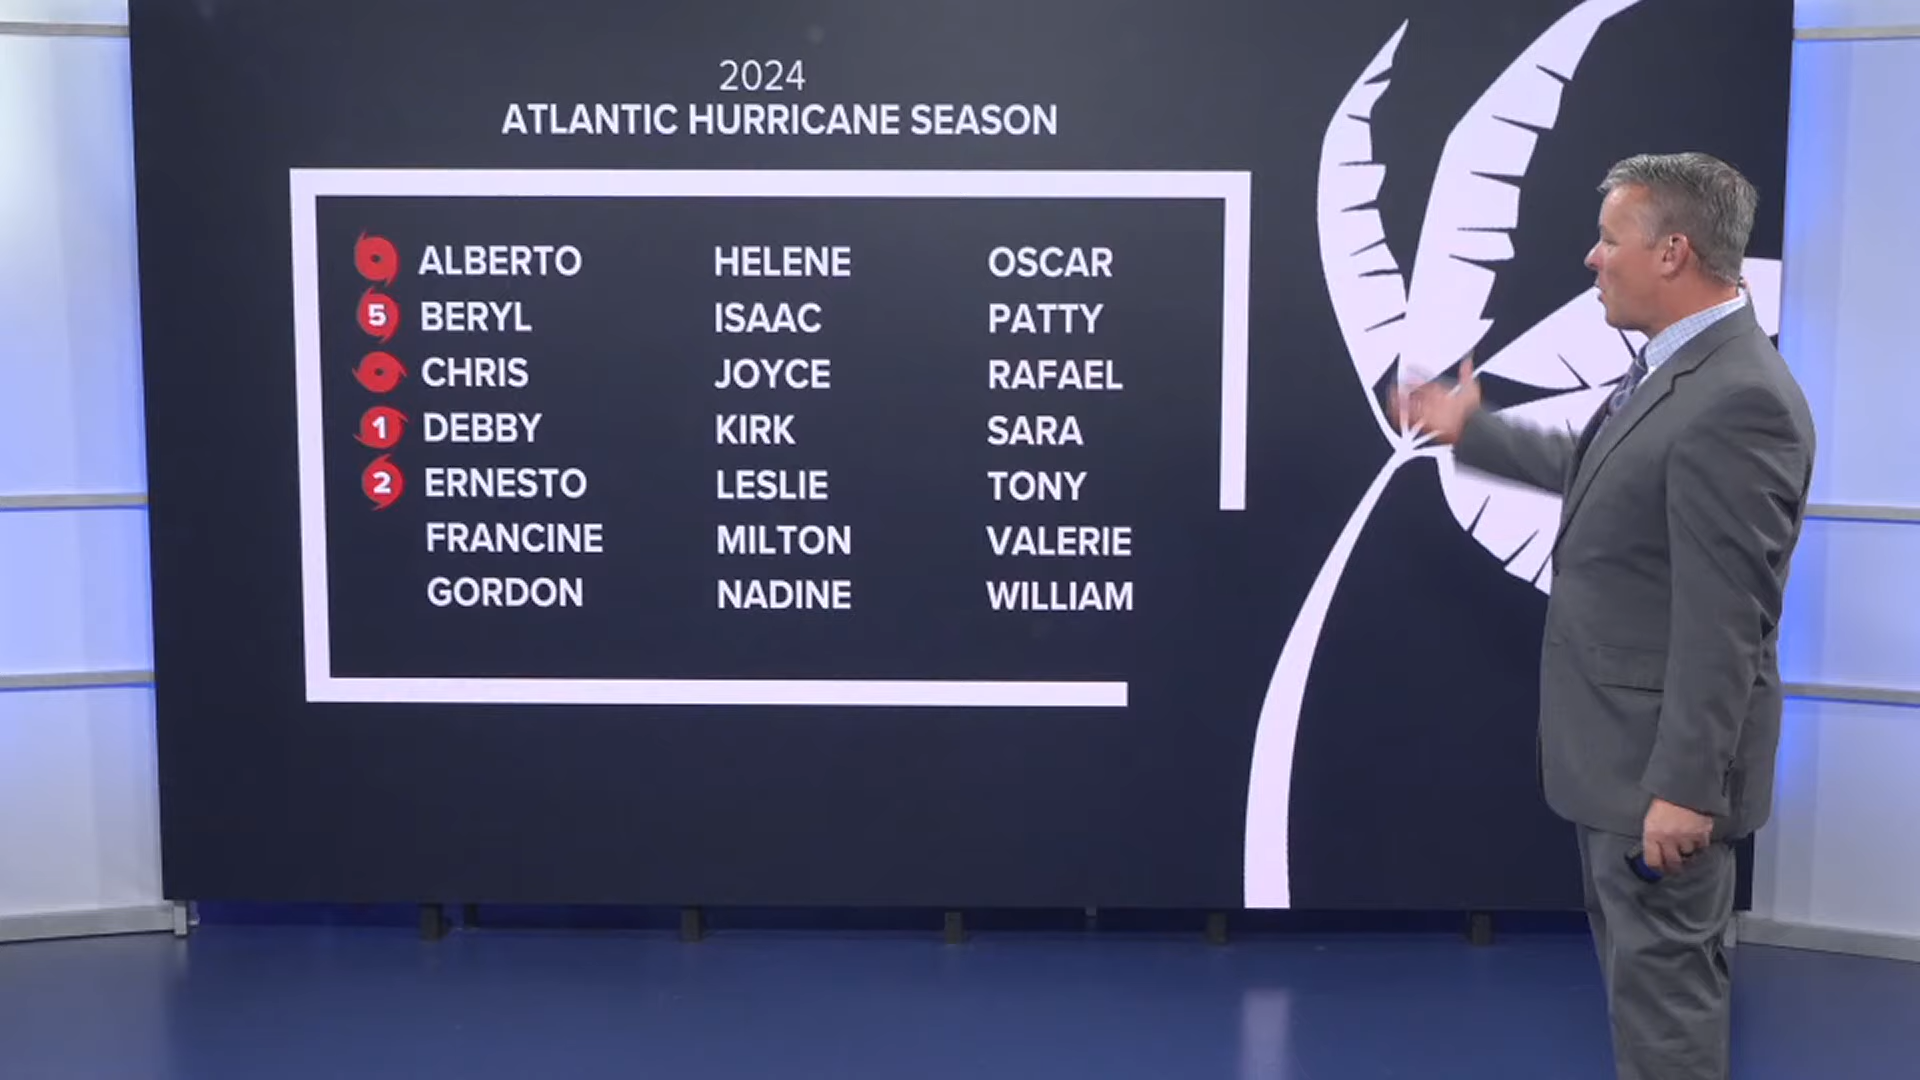 2024
ATLANTIC HURRICANE SEASON
ALBERTO
5 BERYL
CHRIS
1 DEBBY
2 ERNESTO
FRANCINE
GORDON
HELENE
ISAAC
JOYCE
KIRK
LESLIE
MILTON
NADINE
OSCAR
PATTY
RAFAEL
SARA
TONY
VALERIE
WILLIAM